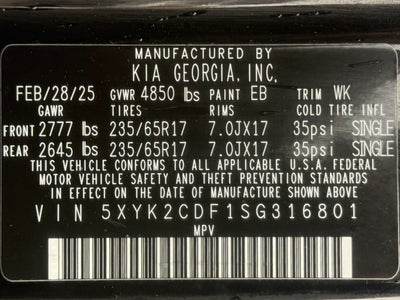 MANUFACTURED BY
KIA GEORGIA, INC.
FEB/28/25 GVWR 4850 lbs PAINT EB TRIM WK
GAWR TIRES RIMS COLD TIRE INFL
FRONT 2777 lbs 235/65R17 7.0JX17 35psi SINGLE
REAR 2645 lbs 235/65R17 7.0JX17 35psi SINGLE
THIS VEHICLE CONFORMS TO ALL APPLICABLE U.S.A. FEDERAL
MOTOR VEHICLE SAFETY AND THEFT PREVENTION STANDARDS
IN EFFECT ON THE DATE OF MANUFACTURE SHOWN ABOVE
VIN 5XYK2CDF1SG316801
MPV